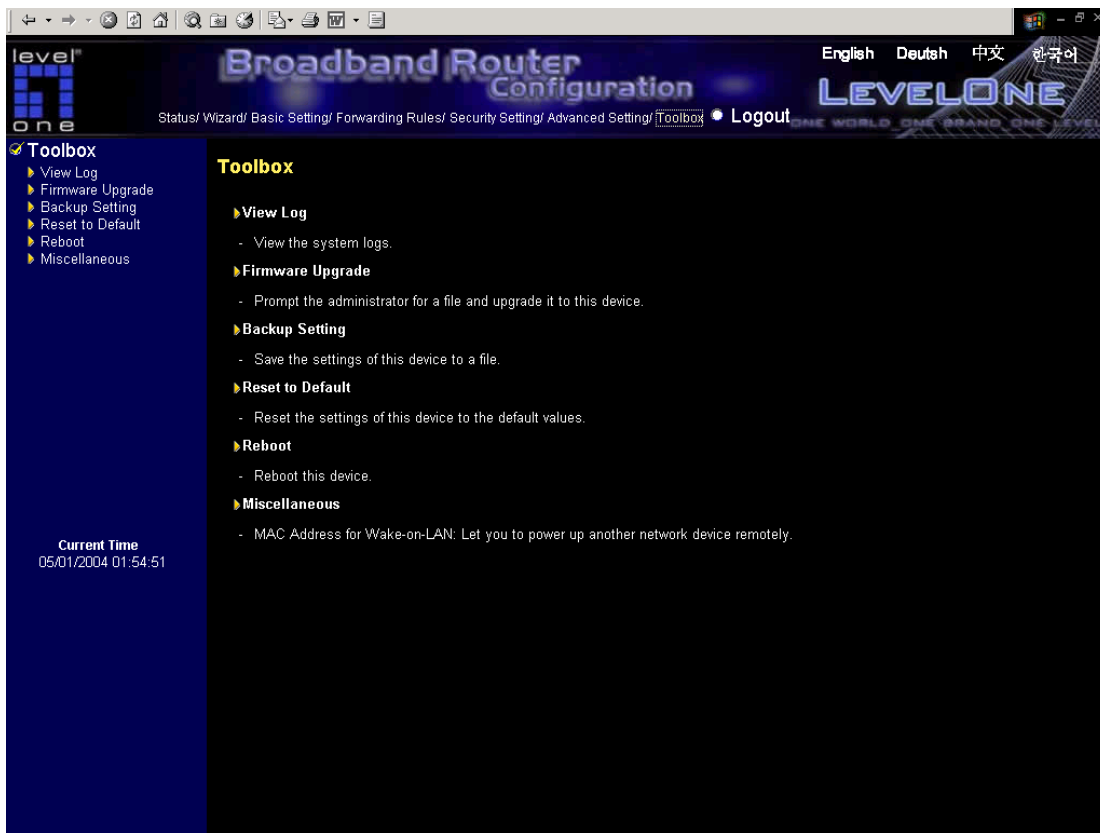 level
one
Broadband Router
Configuration
English Deutsh 中文 한국어
LEVELONE
ONE WORLD_ONE BRAND_ONE LEVEL
Status/ Wizard/ Basic Setting/ Forwarding Rules/ Security Setting/ Advanced Setting/ Toolbox Logout
Toolbox
View Log
Firmware Upgrade
Backup Setting
Reset to Default
Reboot
Miscellaneous
Current Time
05/01/2004 01:54:51
Toolbox
View Log
- View the system logs.
Firmware Upgrade
- Prompt the administrator for a file and upgrade it to this device.
Backup Setting
- Save the settings of this device to a file.
Reset to Default
- Reset the settings of this device to the default values.
Reboot
- Reboot this device.
Miscellaneous
- MAC Address for Wake-on-LAN: Let you to power up another network device remotely.